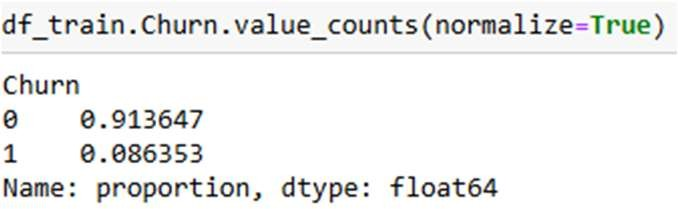 df_train.Churn.value_counts(normalize=True)
Churn
0    0.913647
1    0.086353
Name: proportion, dtype: float64